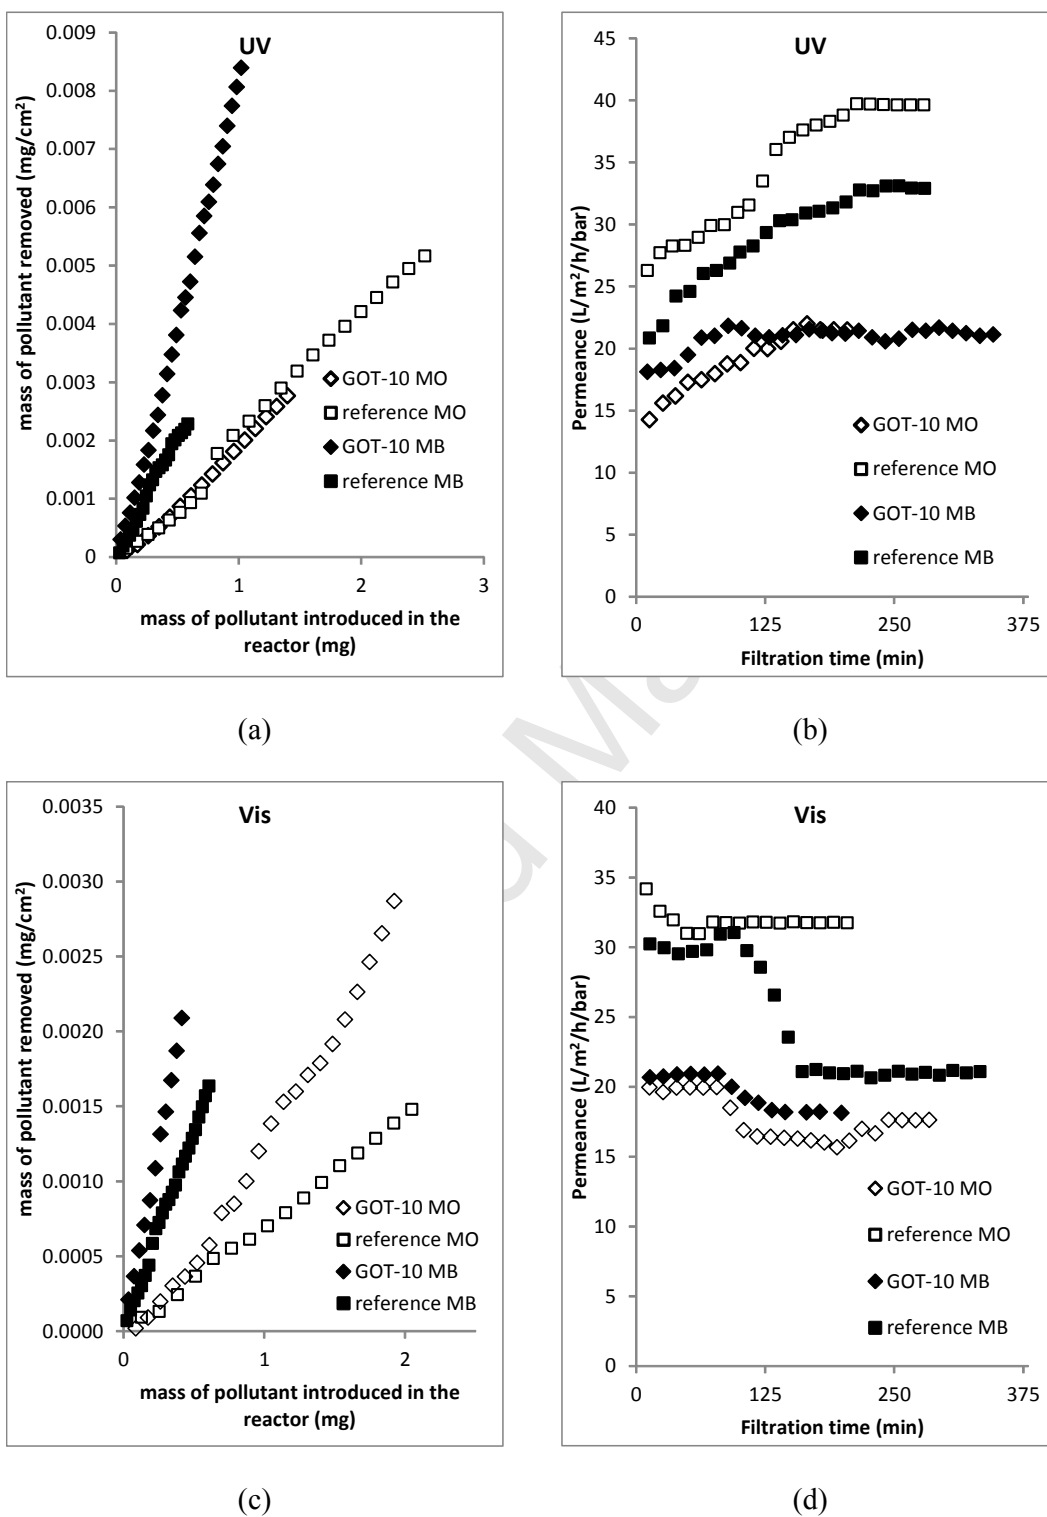 UV
mass of pollutant removed (mg/cm²)
0.009
0.008
0.007
0.006
0.005
0.004
0.003
0.002
0.001
0
0 1 2 3
GOT-10 MO
reference MO
GOT-10 MB
reference MB
mass of pollutant introduced in the
reactor (mg)
(a)
UV
Permeance (L/m²/h/bar)
45
40
35
30
25
20
15
10
5
0
0 125 250 375
GOT-10 MO
reference MO
GOT-10 MB
reference MB
Filtration time (min)
(b)
Vis
mass of pollutant removed (mg/cm²)
0.0035
0.0030
0.0025
0.0020
0.0015
0.0010
0.0005
0.0000
0 1 2
GOT-10 MO
reference MO
GOT-10 MB
reference MB
mass of pollutant introduced in the
reactor (mg)
(c)
Vis
Permeance (L/m²/h/bar)
40
35
30
25
20
15
10
5
0
0 125 250 375
GOT-10 MO
reference MO
GOT-10 MB
reference MB
Filtration time (min)
(d)